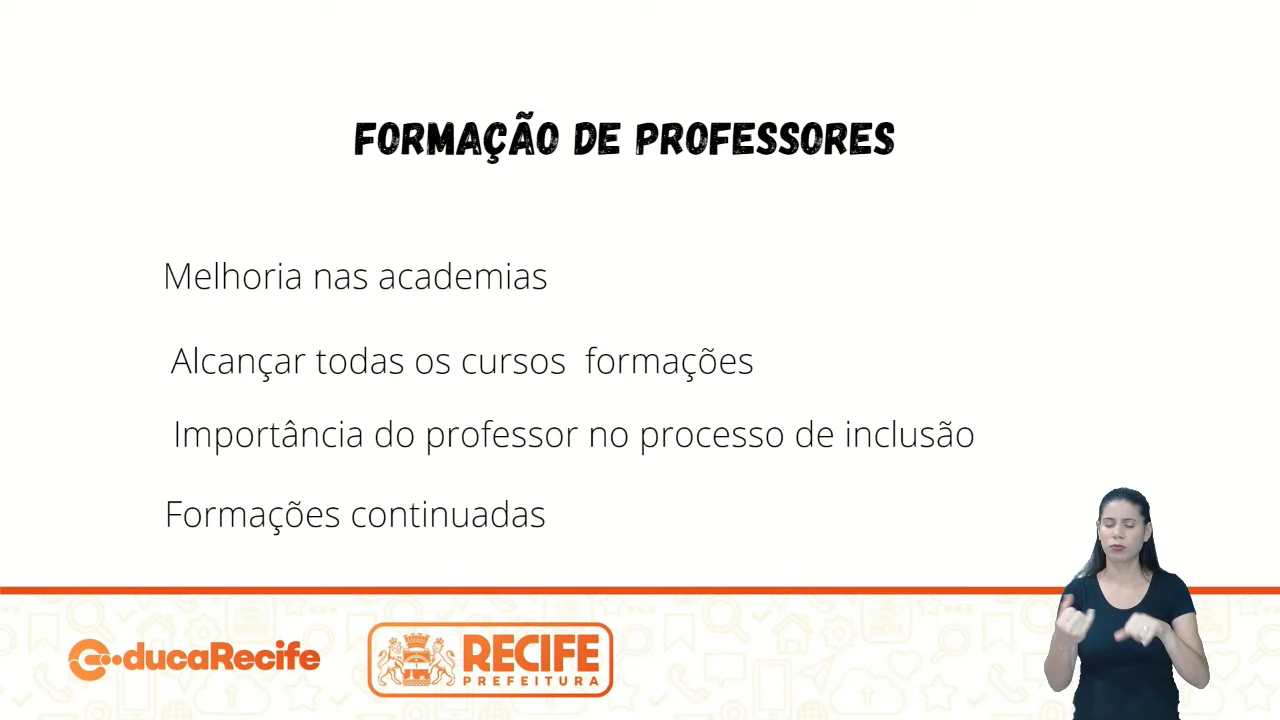 FORMAÇÃO DE PROFESSORES
Melhoria nas academias
Alcançar todas os cursos formações
Importância do professor no processo de inclusão
Formações continuadas
ducaRecife
RECIFE
PREFEITURA